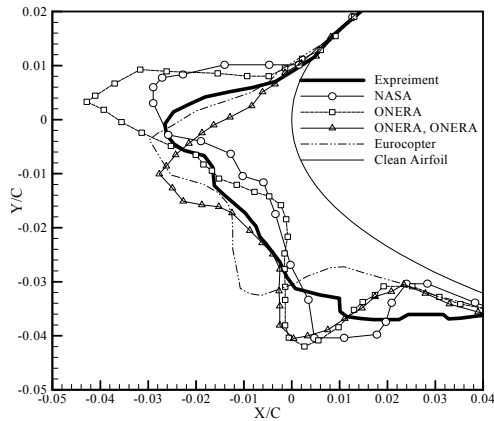 0.02
0.01
0
-0.01
-0.02
-0.03
-0.04
-0.05
Y/C
Expreiment
NASA
ONERA
ONERA, ONERA
Eurocopter
Clean Airfoil
-0.05 -0.04 -0.03 -0.02 -0.01 0 0.01 0.02 0.03 0.04
X/C